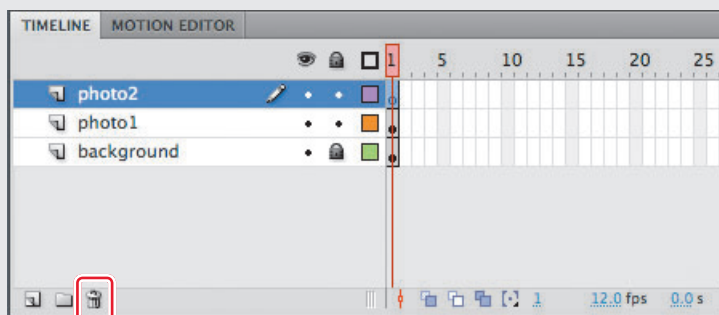 TIMELINE MOTION EDITOR
1 5 10 15 20 25
photo2
photo1
background
1 12.0 fps 0.0 s